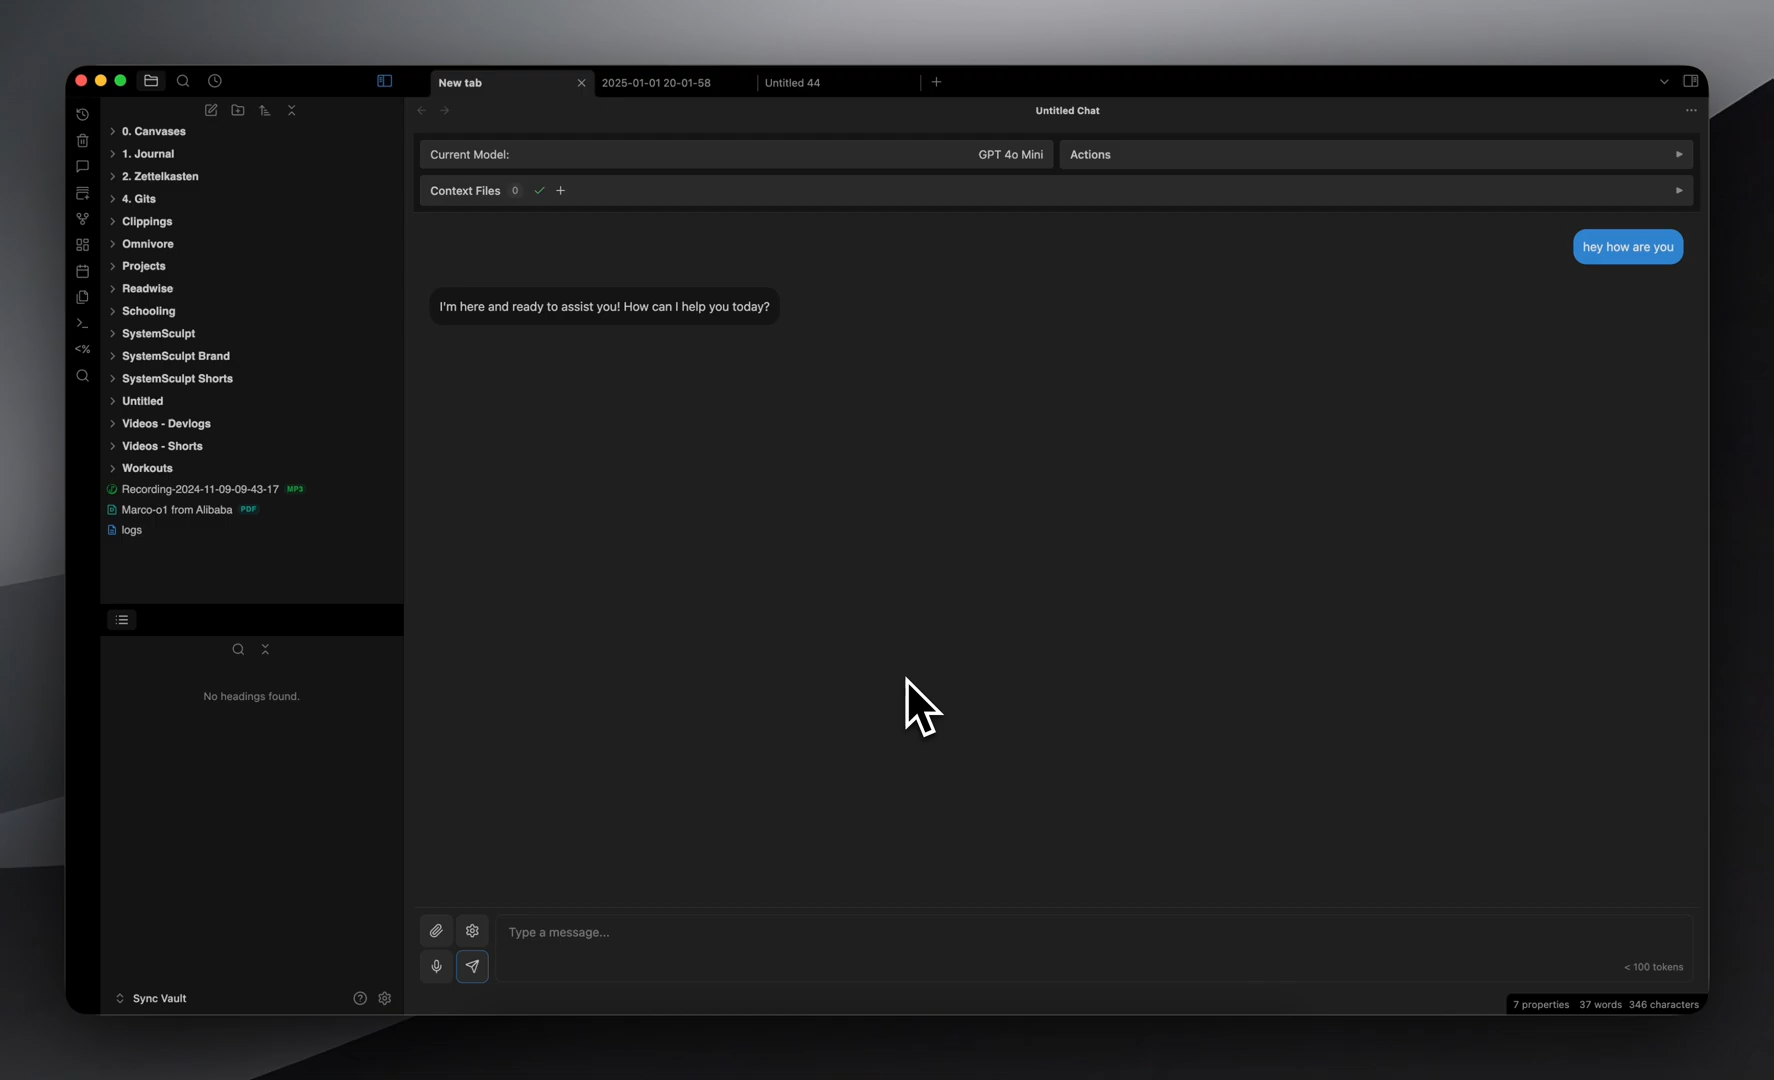 New tab
2025-01-01 20-01-58
Untitled 44
Untitled Chat
0. Canvases
1. Journal
2. Zettelkasten
4. Gits
Clippings
Omnivore
Projects
Readwise
Schooling
SystemSculpt
SystemSculpt Brand
SystemSculpt Shorts
Untitled
Videos - Devlogs
Videos - Shorts
Workouts
Recording-2024-11-09-09-43-17 MP3
Marco-o1 from Alibaba PDF
logs
No headings found.
Sync Vault
Current Model: GPT 4o Mini
Actions
Context Files 0
hey how are you
I'm here and ready to assist you! How can I help you today?
Type a message...
< 100 tokens
7 properties 37 words 346 characters